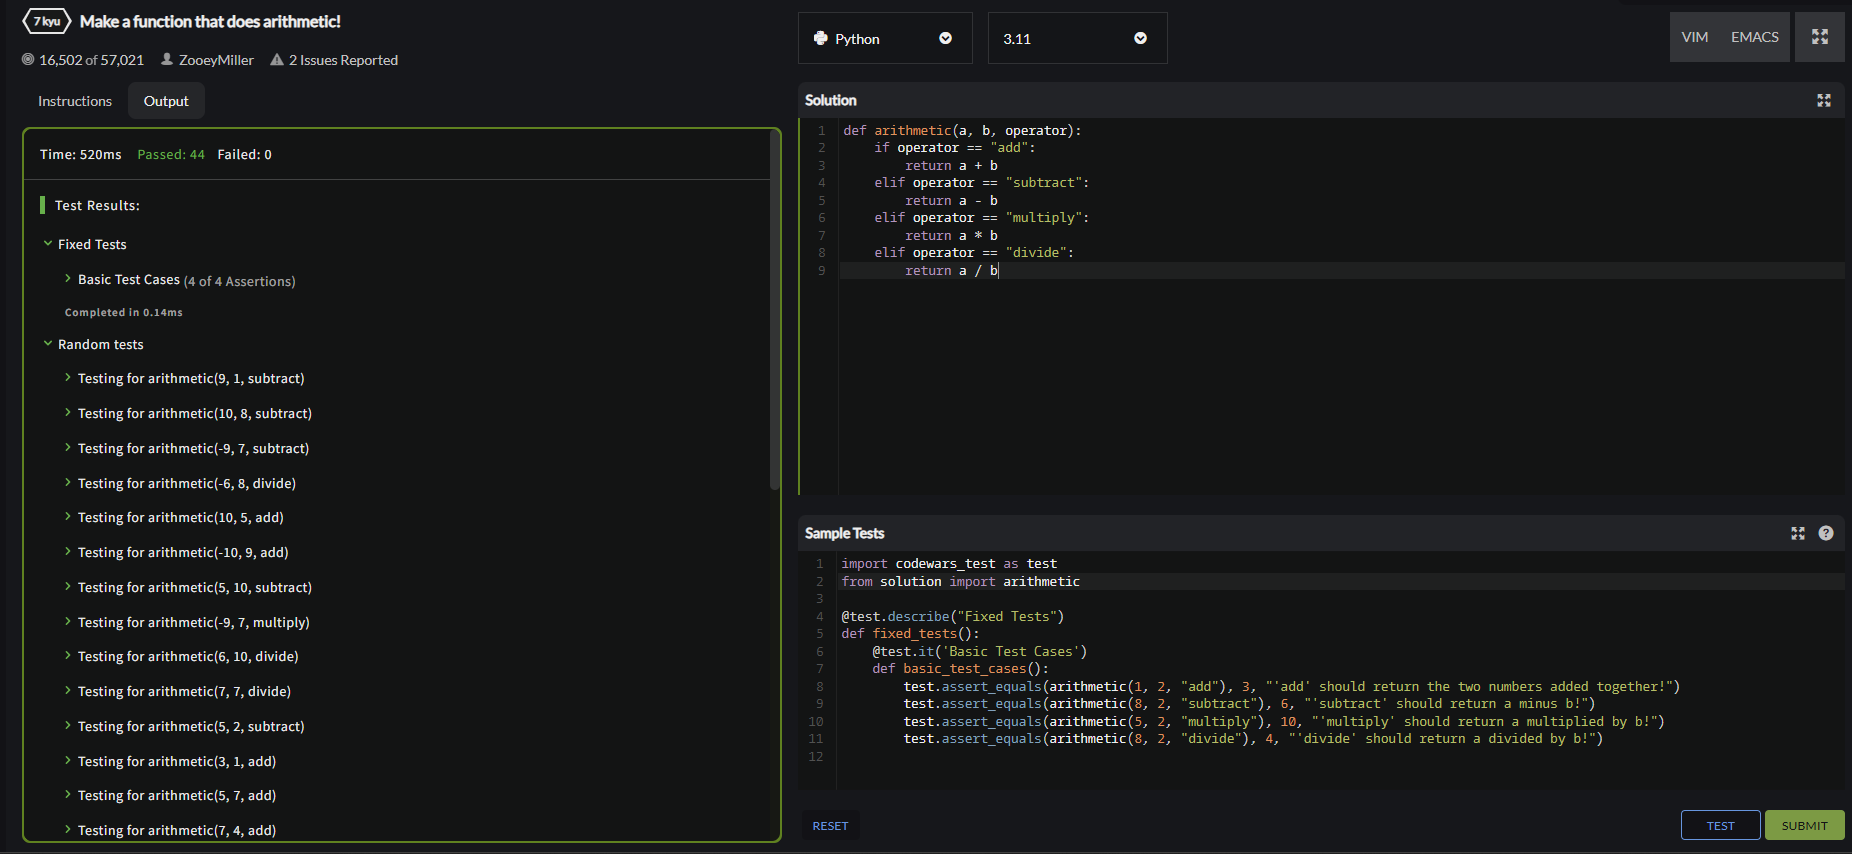 7 kyu Make a function that does arithmetic!
16,502 of 57,021 ZooeyMiller 2 Issues Reported
Instructions Output
Time: 520ms Passed: 44 Failed: 0
Test Results:
Fixed Tests
Basic Test Cases (4 of 4 Assertions)
Completed in 0.14ms
Random tests
Testing for arithmetic(9, 1, subtract)
Testing for arithmetic(10, 8, subtract)
Testing for arithmetic(-9, 7, subtract)
Testing for arithmetic(-6, 8, divide)
Testing for arithmetic(10, 5, add)
Testing for arithmetic(-10, 9, add)
Testing for arithmetic(5, 10, subtract)
Testing for arithmetic(-9, 7, multiply)
Testing for arithmetic(6, 10, divide)
Testing for arithmetic(7, 7, divide)
Testing for arithmetic(5, 2, subtract)
Testing for arithmetic(3, 1, add)
Testing for arithmetic(5, 7, add)
Testing for arithmetic(7, 4, add)
Python 3.11 VIM EMACS
Solution
1 def arithmetic(a, b, operator):
2     if operator == "add":
3         return a + b
4     elif operator == "subtract":
5         return a - b
6     elif operator == "multiply":
7         return a * b
8     elif operator == "divide":
9         return a / b
Sample Tests ?
1 import codewars_test as test
2 from solution import arithmetic
3
4 @test.describe("Fixed Tests")
5 def fixed_tests():
6     @test.it('Basic Test Cases')
7     def basic_test_cases():
8         test.assert_equals(arithmetic(1, 2, "add"), 3, "'add' should return the two numbers added together!")
9         test.assert_equals(arithmetic(8, 2, "subtract"), 6, "'subtract' should return a minus b!")
10         test.assert_equals(arithmetic(5, 2, "multiply"), 10, "'multiply' should return a multiplied by b!")
11         test.assert_equals(arithmetic(8, 2, "divide"), 4, "'divide' should return a divided by b!")
12
RESET TEST SUBMIT